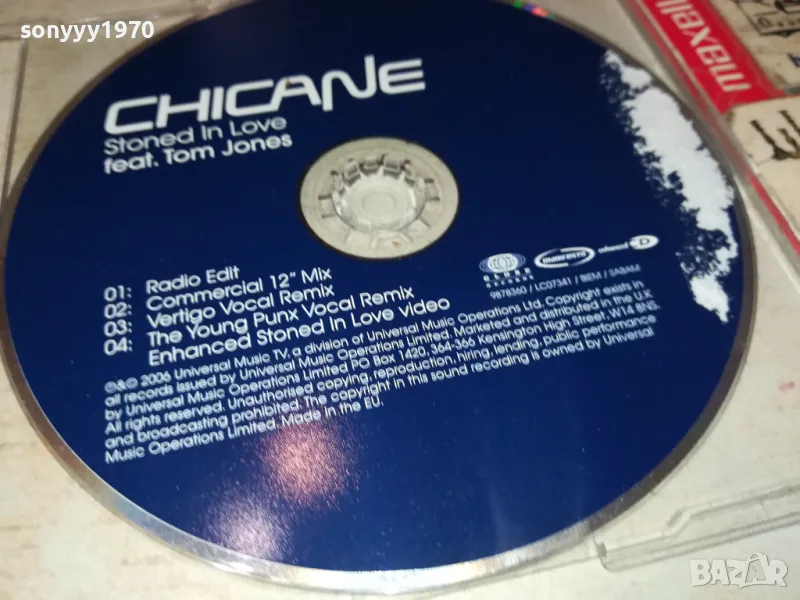 sonyyy1970
CHICANE
Stoned In Love
feat. Tom Jones
maxell
01: Radio Edit
02: Commercial 12" Mix
03: Vertigo Vocal Remix
04: The Young Punx Vocal Remix
Enhanced Stoned In Love video
manifesto
enhanced CD
9878360 / LC07341 / BIEM / SABAM
℗&© 2006 Universal Music TV, a division of Universal Music Operations Ltd. Copyright exists in
all records issued by Universal Music Operations Limited. Marketed and distributed in the U.K.
by Universal Music Operations Limited PO Box 1420, 364-366 Kensington High Street, W14 8NS.
All rights reserved. Unauthorised copying, reproduction, hiring, lending, public performance
and broadcasting prohibited. The copyright in this sound recording is owned by Universal
Music Operations Limited. Made in the EU.
BAZAR